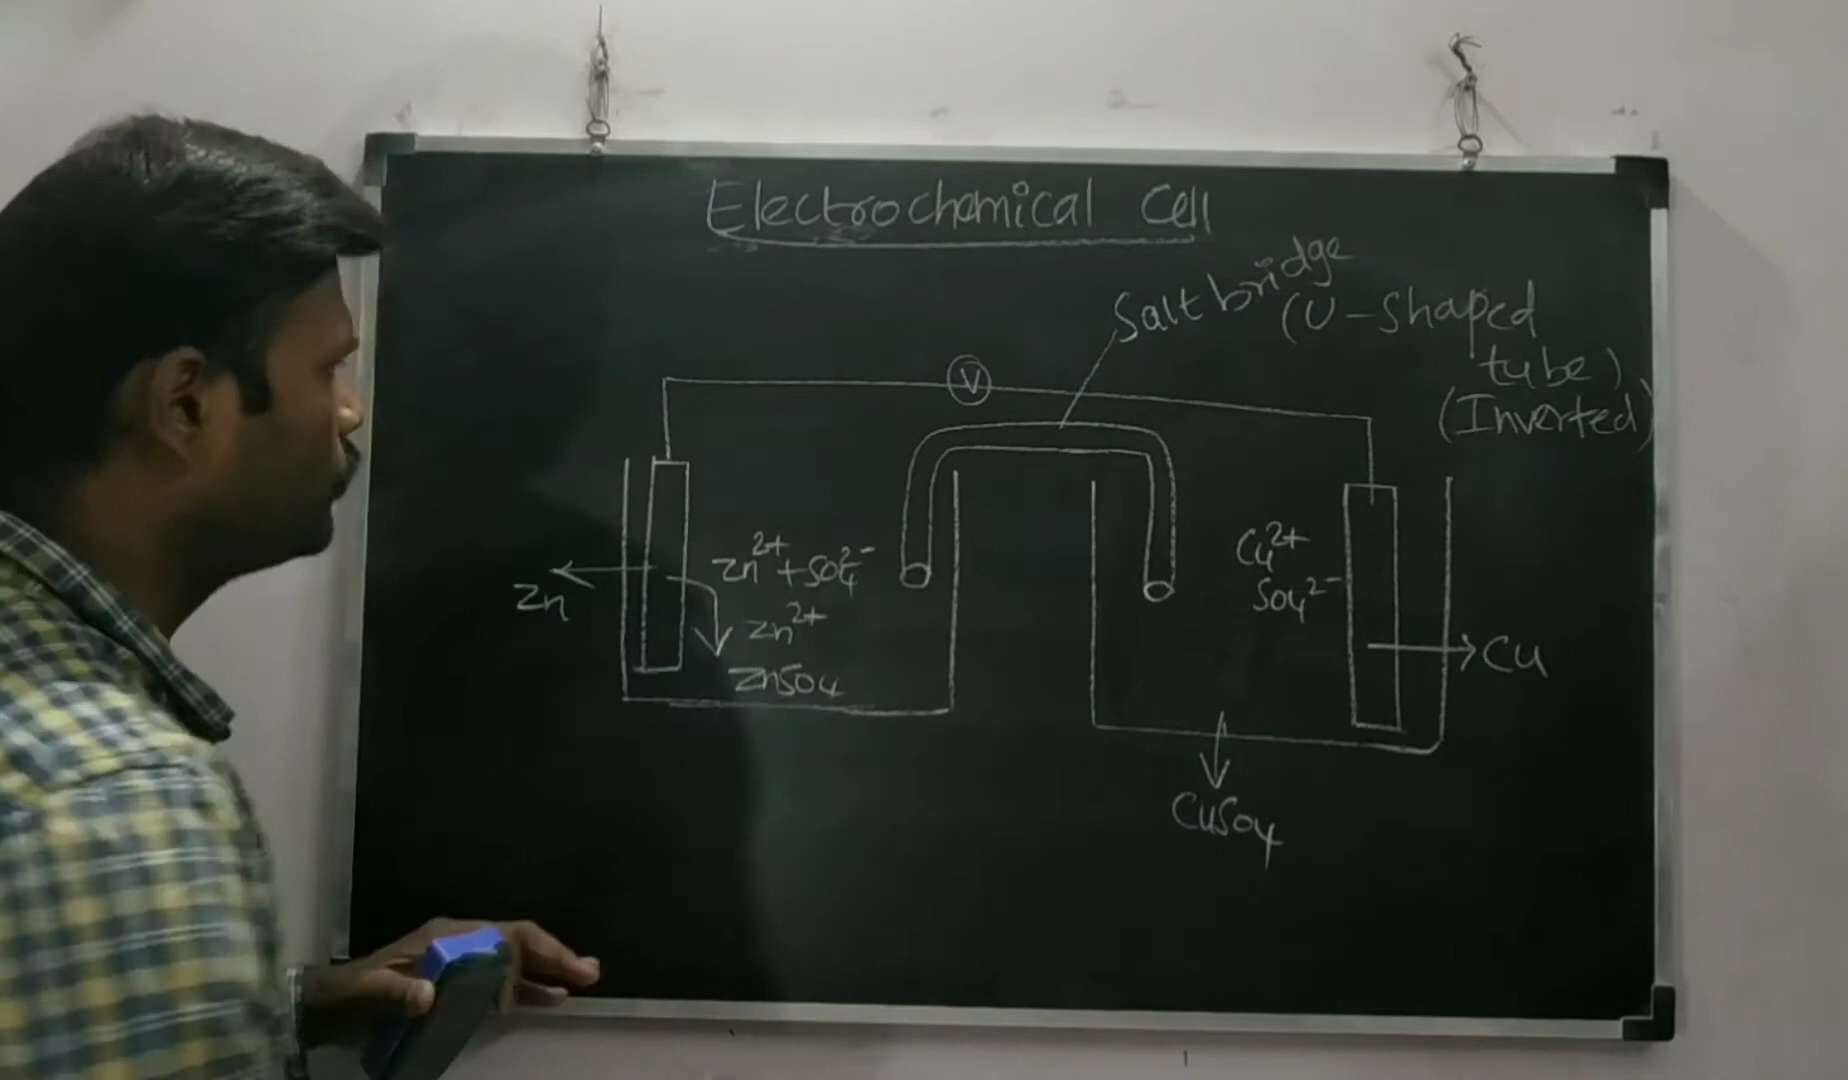 Electrochemical Cell
Salt bridge
(U-shaped
tube)
(Inverted)
V
Zn²⁺+SO₄²⁻
Zn
Zn²⁺
ZnSO₄
Cu²⁺
SO₄²⁻
Cu
CuSO₄